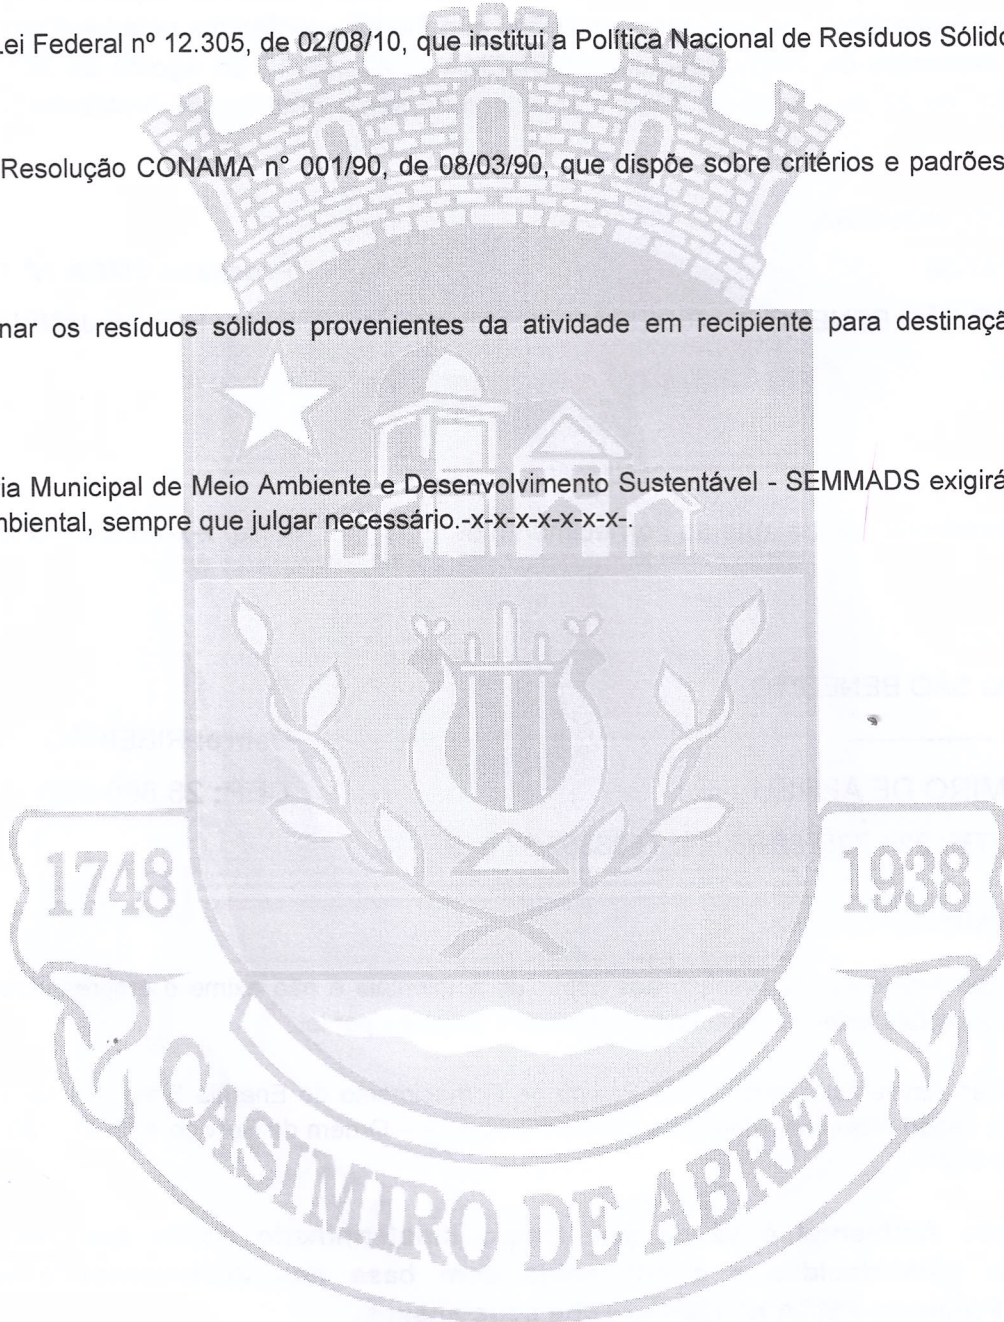 Lei Federal nº 12.305, de 02/08/10, que institui a Política Nacional de Resíduos Sólido
Resolução CONAMA n° 001/90, de 08/03/90, que dispõe sobre critérios e padrões
nar os resíduos sólidos provenientes da atividade em recipiente para destinaçã
ia Municipal de Meio Ambiente e Desenvolvimento Sustentável - SEMMADS exigirá
mbiental, sempre que julgar necessário.-x-x-x-x-x-x-x-.
1748
1938
CASIMIRO DE ABREU